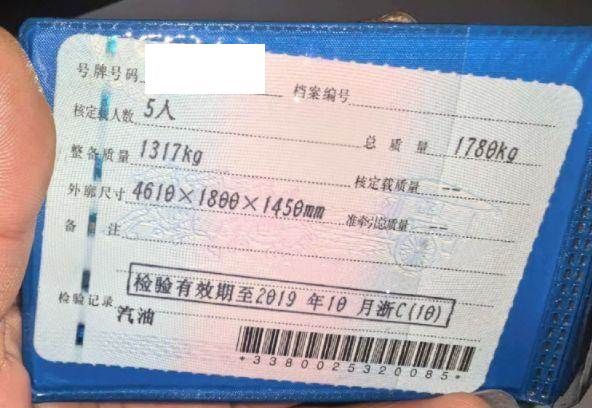 号牌号码 档案编号
核定载人数 5人 总质量 1780kg
整备质量 1317kg 核定载质量 --
外廓尺寸 4610×1800×1450mm 准牵引总质量 --
备注
检验有效期至2019年10月浙C(10)
检验记录
汽油
*3380025320085*